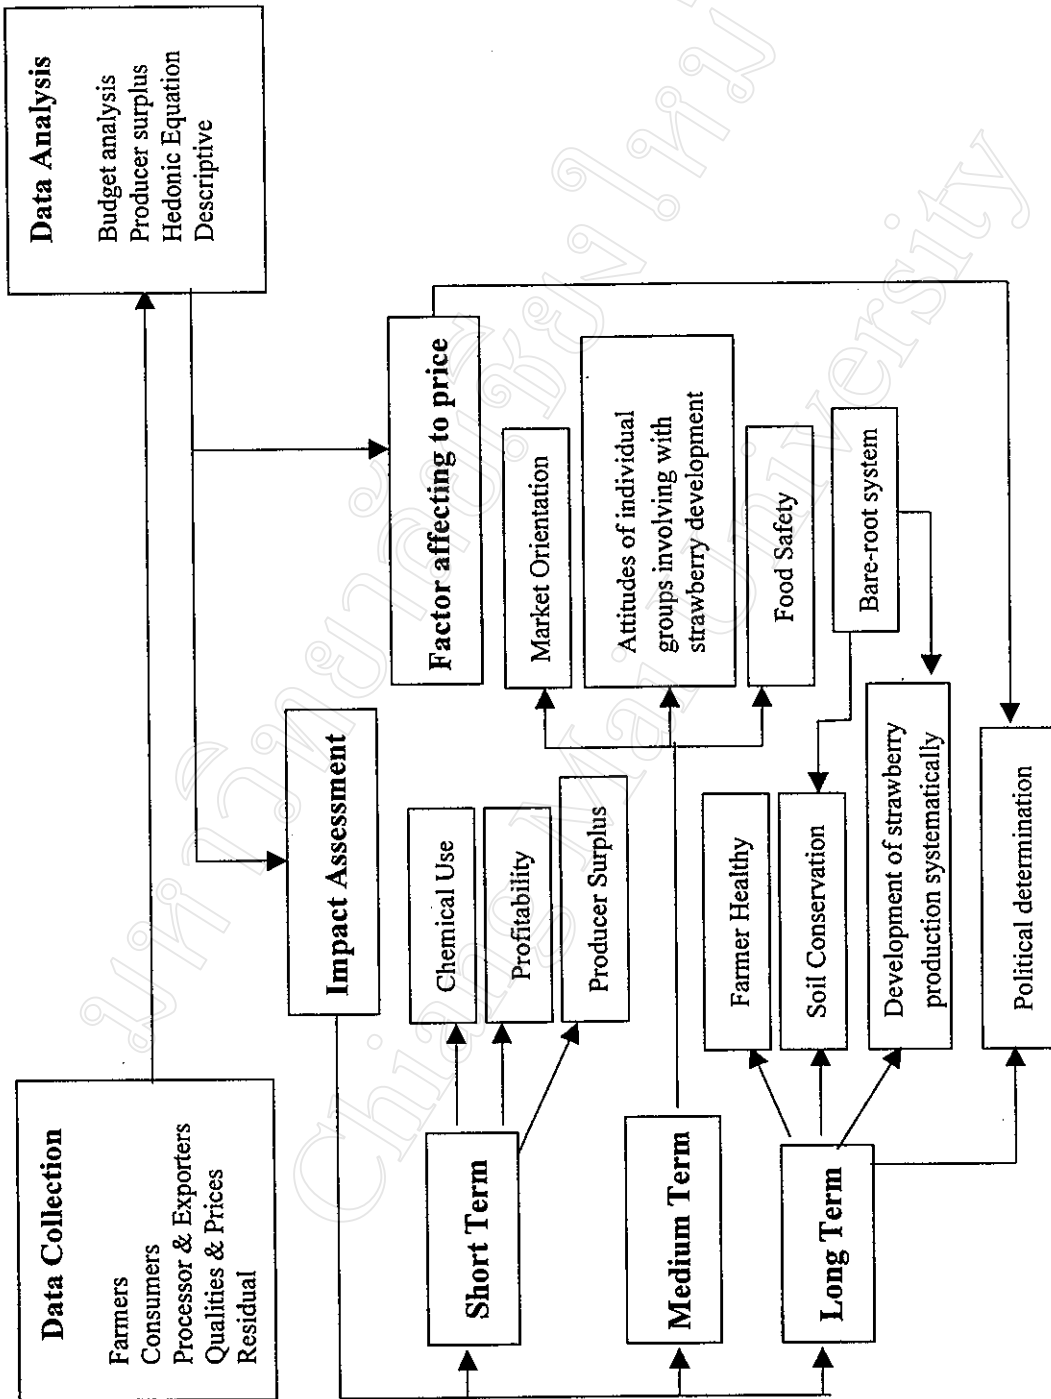 Data Collection
Farmers
Consumers
Processor & Exporters
Qualities & Prices
Residual
Data Analysis
Budget analysis
Producer surplus
Hedonic Equation
Descriptive
Impact Assessment
Factor affecting to price
Short Term
Chemical Use
Profitability
Producer Surplus
Medium Term
Market Orientation
Attitudes of individual
groups involving with
strawberry development
Food Safety
Long Term
Farmer Healthy
Soil Conservation
Bare-root system
Development of strawberry
production systematically
Political determination
Chiang Mai University